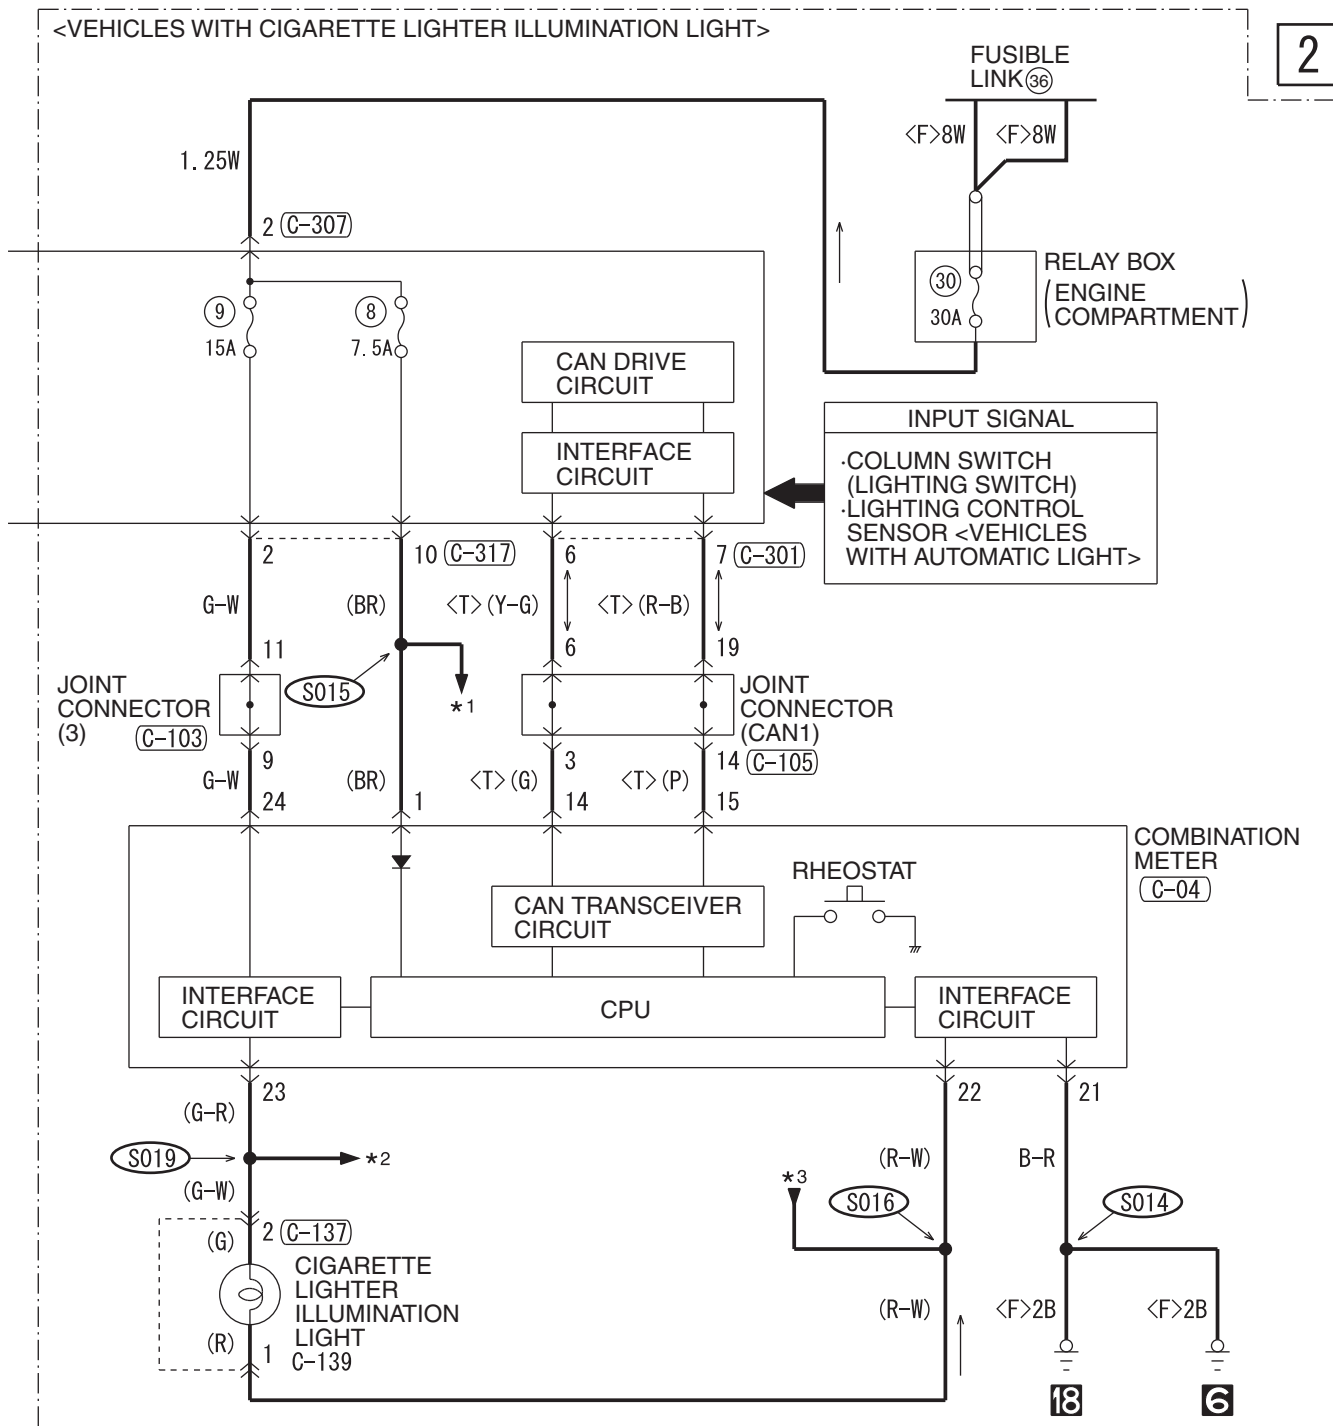 <VEHICLES WITH CIGARETTE LIGHTER ILLUMINATION LIGHT>
2
FUSIBLE
LINK 36
<F>8W <F>8W
1.25W
2 C-307
RELAY BOX
(ENGINE
COMPARTMENT)
30
30A
9
15A
8
7.5A
CAN DRIVE
CIRCUIT
INTERFACE
CIRCUIT
INPUT SIGNAL
·COLUMN SWITCH
(LIGHTING SWITCH)
·LIGHTING CONTROL
SENSOR <VEHICLES
WITH AUTOMATIC LIGHT>
2 10 C-317 6 7 C-301
G-W (BR) <T>(Y-G) <T>(R-B)
11 6 19
S015
*1
JOINT
CONNECTOR
(3) C-103
JOINT
CONNECTOR
(CAN1)
C-105
9 3 14
G-W (BR) <T>(G) <T>(P)
24 1 14 15
COMBINATION
METER
C-04
RHEOSTAT
CAN TRANSCEIVER
CIRCUIT
INTERFACE
CIRCUIT
CPU
INTERFACE
CIRCUIT
23 22 21
(G-R)
S019
*2
(G-W)
(R-W) B-R
*3
S016
S014
2 C-137
(G)
CIGARETTE
LIGHTER
ILLUMINATION
LIGHT
C-139
(R)
1
(R-W) <F>2B <F>2B
18 6